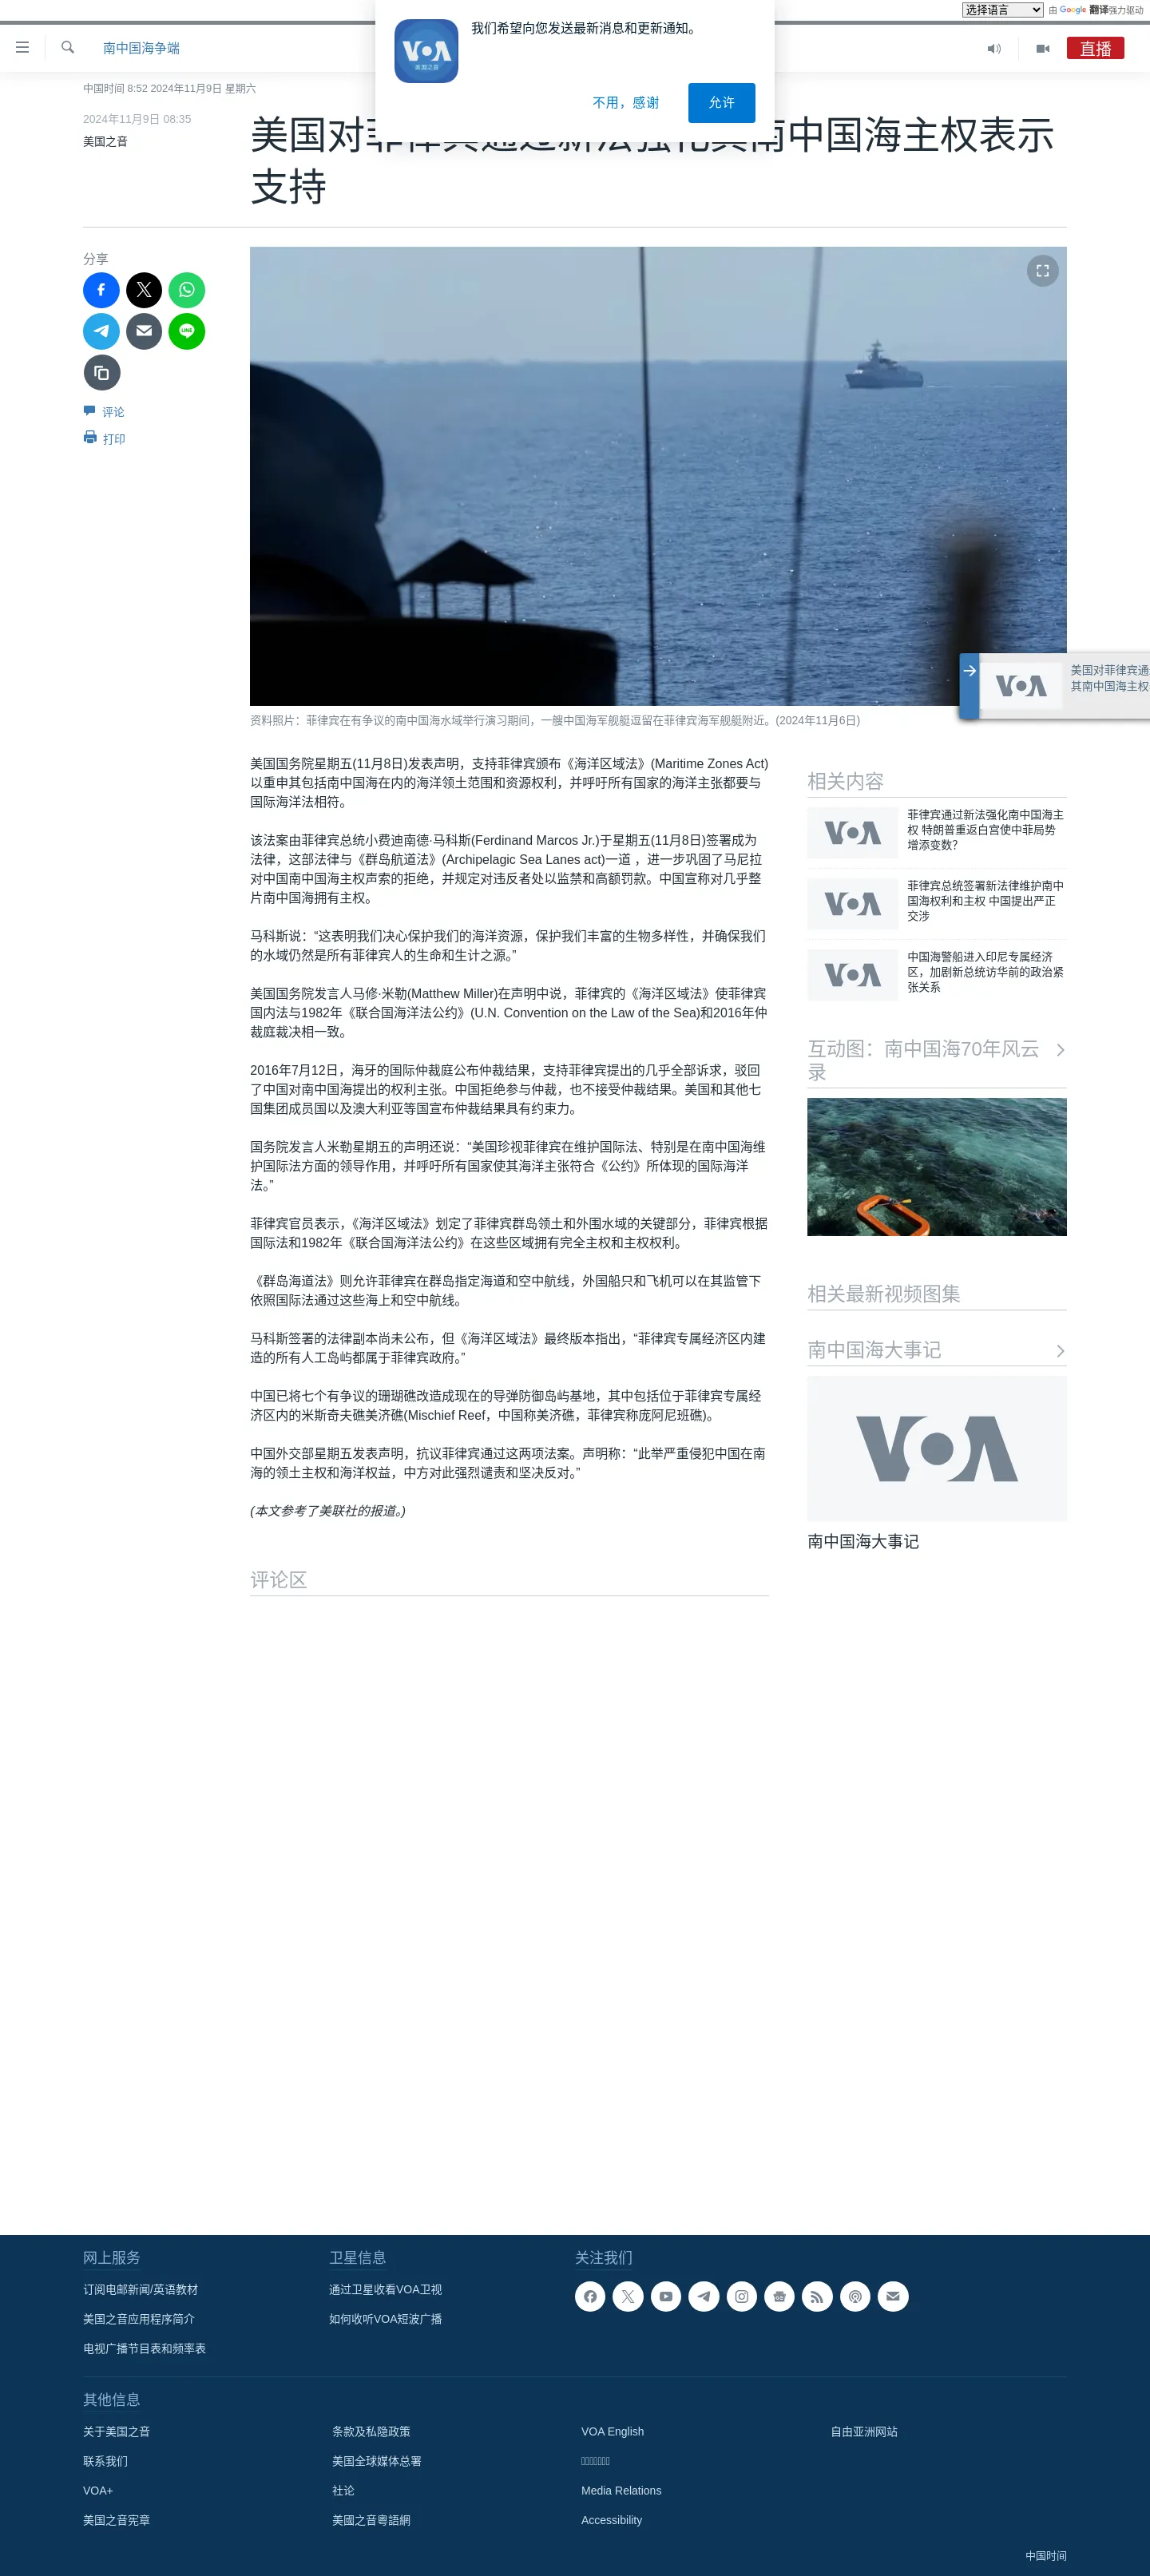 选择语言
由 Google 翻译强力驱动
南中国海争端
VOA
美国之音
我们希望向您发送最新消息和更新通知。
不用，感谢
允许
直播
中国时间 8:52 2024年11月9日 星期六
2024年11月9日 08:35
美国之音
美国对菲律宾通过新法强化其南中国海主权表示
支持
分享
LINE
评论
打印
VOA
美国对菲律宾通
其南中国海主权
资料照片：菲律宾在有争议的南中国海水域举行演习期间，一艘中国海军舰艇逗留在菲律宾海军舰艇附近。(2024年11月6日)
美国国务院星期五(11月8日)发表声明，支持菲律宾颁布《海洋区域法》(Maritime Zones Act)
以重申其包括南中国海在内的海洋领土范围和资源权利，并呼吁所有国家的海洋主张都要与
国际海洋法相符。
该法案由菲律宾总统小费迪南德·马科斯(Ferdinand Marcos Jr.)于星期五(11月8日)签署成为
法律，这部法律与《群岛航道法》(Archipelagic Sea Lanes act)一道 ，进一步巩固了马尼拉
对中国南中国海主权声索的拒绝，并规定对违反者处以监禁和高额罚款。中国宣称对几乎整
片南中国海拥有主权。
马科斯说：“这表明我们决心保护我们的海洋资源，保护我们丰富的生物多样性，并确保我们
的水域仍然是所有菲律宾人的生命和生计之源。”
美国国务院发言人马修·米勒(Matthew Miller)在声明中说，菲律宾的《海洋区域法》使菲律宾
国内法与1982年《联合国海洋法公约》(U.N. Convention on the Law of the Sea)和2016年仲
裁庭裁决相一致。
2016年7月12日，海牙的国际仲裁庭公布仲裁结果，支持菲律宾提出的几乎全部诉求，驳回
了中国对南中国海提出的权利主张。中国拒绝参与仲裁，也不接受仲裁结果。美国和其他七
国集团成员国以及澳大利亚等国宣布仲裁结果具有约束力。
国务院发言人米勒星期五的声明还说：“美国珍视菲律宾在维护国际法、特别是在南中国海维
护国际法方面的领导作用，并呼吁所有国家使其海洋主张符合《公约》所体现的国际海洋
法。”
菲律宾官员表示，《海洋区域法》划定了菲律宾群岛领土和外围水域的关键部分，菲律宾根据
国际法和1982年《联合国海洋法公约》在这些区域拥有完全主权和主权权利。
《群岛海道法》则允许菲律宾在群岛指定海道和空中航线，外国船只和飞机可以在其监管下
依照国际法通过这些海上和空中航线。
马科斯签署的法律副本尚未公布，但《海洋区域法》最终版本指出，“菲律宾专属经济区内建
造的所有人工岛屿都属于菲律宾政府。”
中国已将七个有争议的珊瑚礁改造成现在的导弹防御岛屿基地，其中包括位于菲律宾专属经
济区内的米斯奇夫礁美济礁(Mischief Reef，中国称美济礁，菲律宾称庞阿尼班礁)。
中国外交部星期五发表声明，抗议菲律宾通过这两项法案。声明称：“此举严重侵犯中国在南
海的领土主权和海洋权益，中方对此强烈谴责和坚决反对。”
(本文参考了美联社的报道。)
评论区
相关内容
VOA
菲律宾通过新法强化南中国海主
权 特朗普重返白宫使中菲局势
增添变数？
VOA
菲律宾总统签署新法律维护南中
国海权利和主权 中国提出严正
交涉
VOA
中国海警船进入印尼专属经济
区，加剧新总统访华前的政治紧
张关系
互动图：南中国海70年风云
录
相关最新视频图集
南中国海大事记
VOA
南中国海大事记
网上服务
订阅电邮新闻/英语教材
美国之音应用程序简介
电视广播节目表和频率表
卫星信息
通过卫星收看VOA卫视
如何收听VOA短波广播
关注我们
其他信息
关于美国之音
联系我们
VOA+
美国之音宪章
条款及私隐政策
美国全球媒体总署
社论
美國之音粵語網
VOA English
Media Relations
Accessibility
自由亚洲网站
中国时间